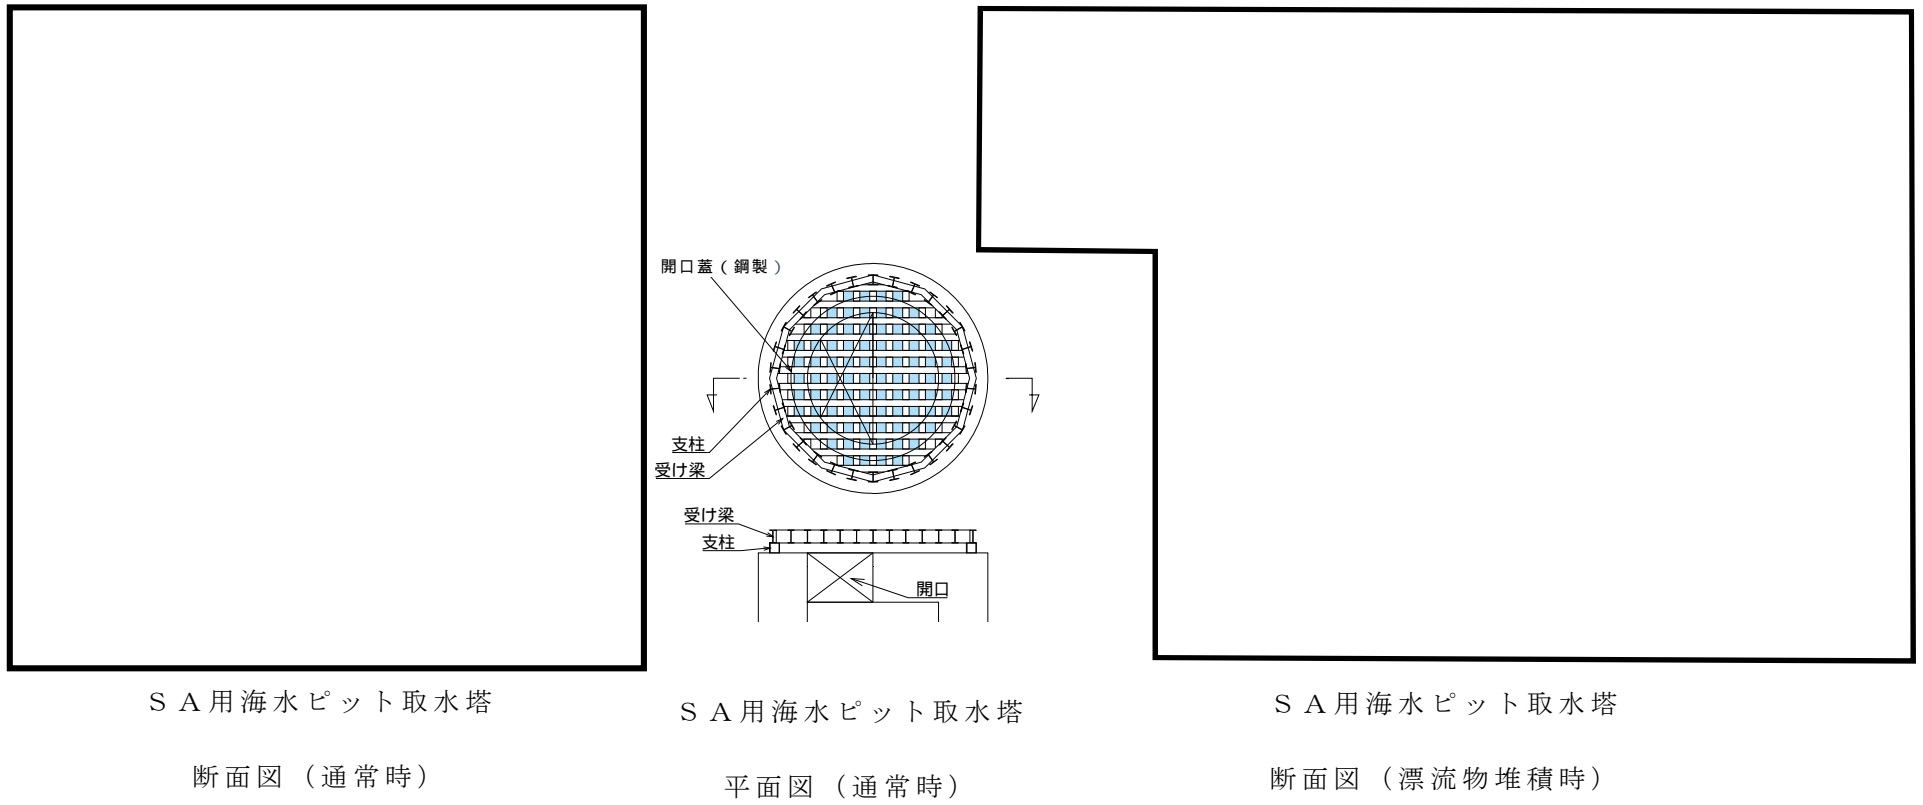 開口蓋（鋼製）
支柱
受け梁
受け梁
支柱
開口
ＳＡ用海水ピット取水塔
断面図（通常時）
ＳＡ用海水ピット取水塔
平面図（通常時）
ＳＡ用海水ピット取水塔
断面図（漂流物堆積時）